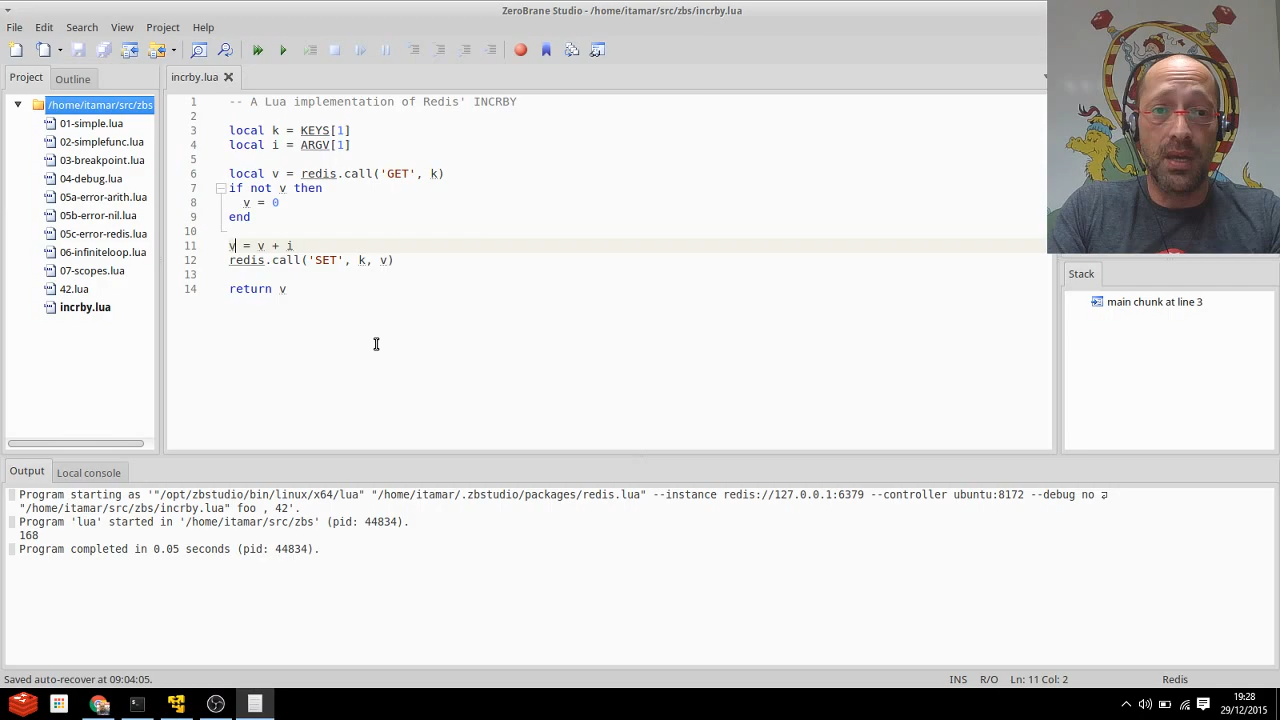 ZeroBrane Studio - /home/itamar/src/zbs/incrby.lua
File Edit Search View Project Help
Project Outline
incrby.lua
/home/itamar/src/zbs
01-simple.lua
02-simplefunc.lua
03-breakpoint.lua
04-debug.lua
05a-error-arith.lua
05b-error-nil.lua
05c-error-redis.lua
06-infiniteloop.lua
07-scopes.lua
42.lua
incrby.lua
1 -- A Lua implementation of Redis' INCRBY
2
3 local k = KEYS[1]
4 local i = ARGV[1]
5
6 local v = redis.call('GET', k)
7 if not v then
8 v = 0
9 end
10
11 v = v + i
12 redis.call('SET', k, v)
13
14 return v
Stack
main chunk at line 3
Output Local console
Program starting as '"/opt/zbstudio/bin/linux/x64/lua" "/home/itamar/.zbstudio/packages/redis.lua" --instance redis://127.0.0.1:6379 --controller ubuntu:8172 --debug no
"/home/itamar/src/zbs/incrby.lua" foo , 42'.
Program 'lua' started in '/home/itamar/src/zbs' (pid: 44834).
168
Program completed in 0.05 seconds (pid: 44834).
Saved auto-recover at 09:04:05. INS R/O Ln: 11 Col: 2 Redis
19:28
29/12/2015